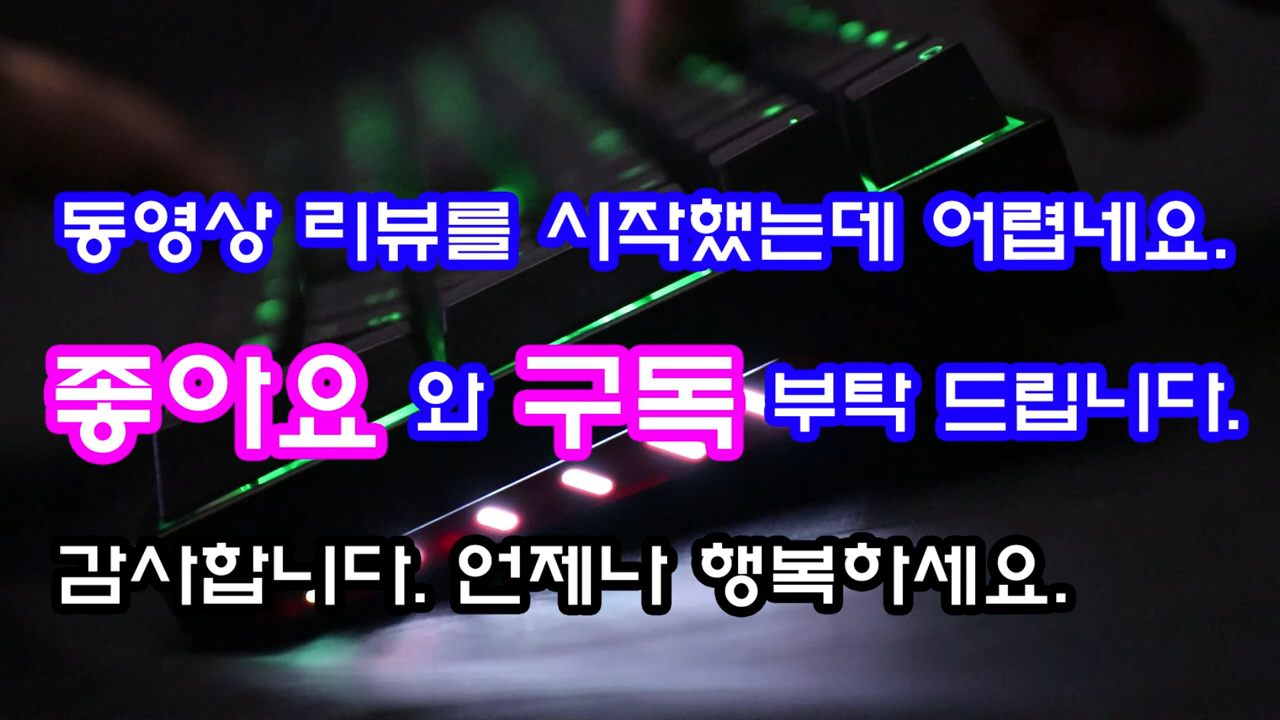 동영상 리뷰를 시작했는데 어렵네요.
좋아요 와 구독 부탁 드립니다.
감사합니다. 언제나 행복하세요.